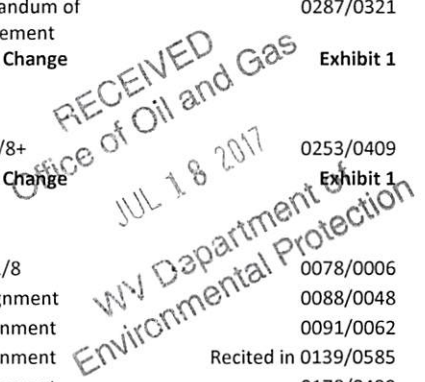 andum of 0287/0321
ement
Change Exhibit 1
RECEIVED
Office of Oil and Gas
/8+ 0253/0409
Change Exhibit 1
JUL 18 2017
WV Department of
Environmental Protection
/8 0078/0006
nment 0088/0048
nment 0091/0062
nment Recited in 0139/0585